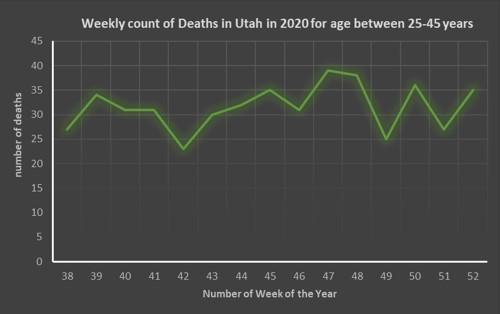 Weekly count of Deaths in Utah in 2020 for age between 25-45 years
45
40
35
30
25
20
15
10
5
0
number of deaths
38 39 40 41 42 43 44 45 46 47 48 49 50 51 52
Number of Week of the Year